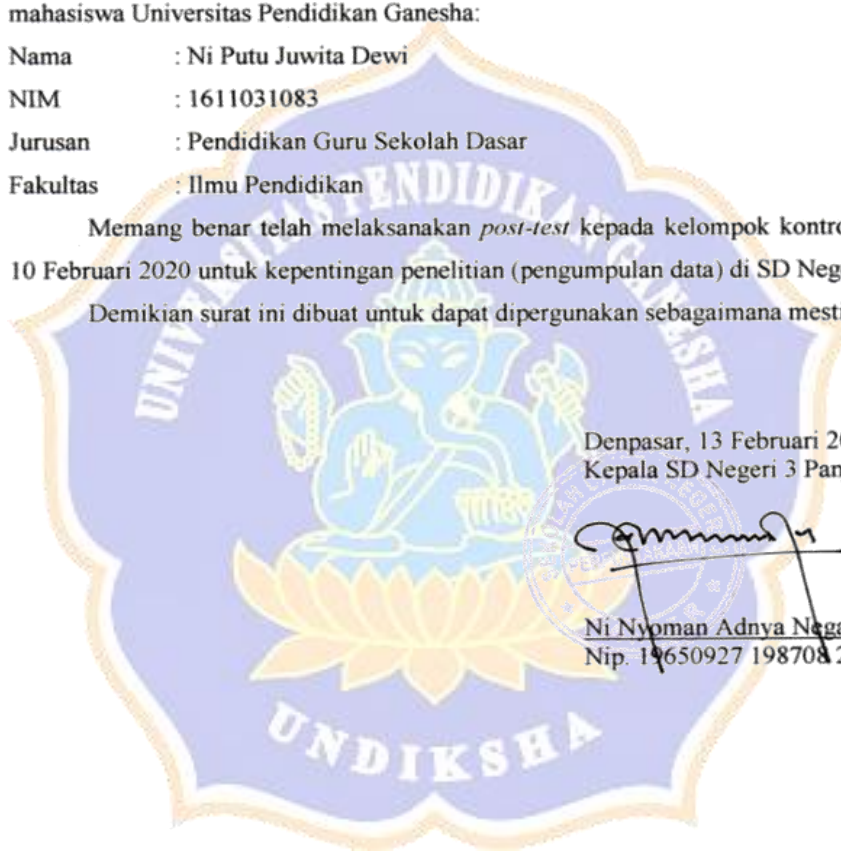 mahasiswa Universitas Pendidikan Ganesha:
Nama : Ni Putu Juwita Dewi
NIM : 1611031083
Jurusan : Pendidikan Guru Sekolah Dasar
Fakultas : Ilmu Pendidikan
Memang benar telah melaksanakan post-test kepada kelompok kontro
10 Februari 2020 untuk kepentingan penelitian (pengumpulan data) di SD Neg
Demikian surat ini dibuat untuk dapat dipergunakan sebagaimana mesti
UNIVERSITAS PENDIDIKAN GANESHA
Denpasar, 13 Februari 20
Kepala SD Negeri 3 Pan
Ni Nyoman Adnya Nega
Nip. 19650927 198708 2
UNDIKSHA